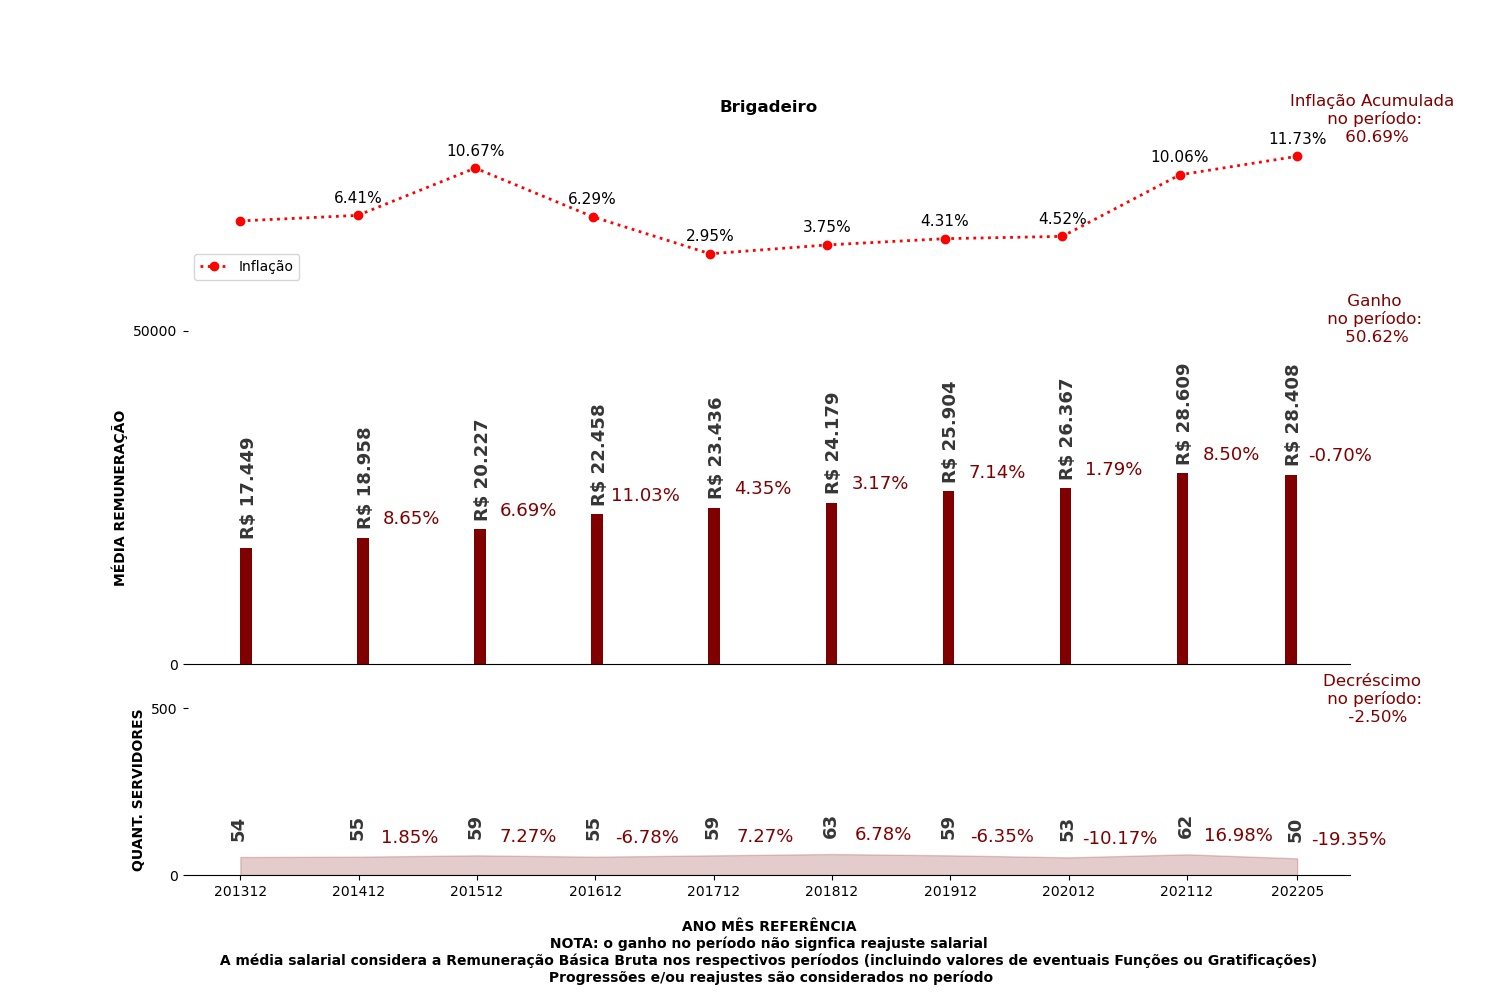 Brigadeiro
Inflação Acumulada
no período:
60.69%
6.41%
10.67%
6.29%
2.95%
3.75%
4.31%
4.52%
10.06%
11.73%
Inflação
Ganho
no período:
50.62%
MÉDIA REMUNERAÇÃO
50000
0
R$ 17.449
R$ 18.958
8.65%
R$ 20.227
6.69%
R$ 22.458
11.03%
R$ 23.436
4.35%
R$ 24.179
3.17%
R$ 25.904
7.14%
R$ 26.367
1.79%
R$ 28.609
8.50%
R$ 28.408
-0.70%
Decréscimo
no período:
-2.50%
QUANT. SERVIDORES
500
0
54
55
1.85%
59
7.27%
55
-6.78%
59
7.27%
63
6.78%
59
-6.35%
53
-10.17%
62
16.98%
50
-19.35%
201312
201412
201512
201612
201712
201812
201912
202012
202112
202205
ANO MÊS REFERÊNCIA
NOTA: o ganho no período não signfica reajuste salarial
A média salarial considera a Remuneração Básica Bruta nos respectivos períodos (incluindo valores de eventuais Funções ou Gratificações)
Progressões e/ou reajustes são considerados no período